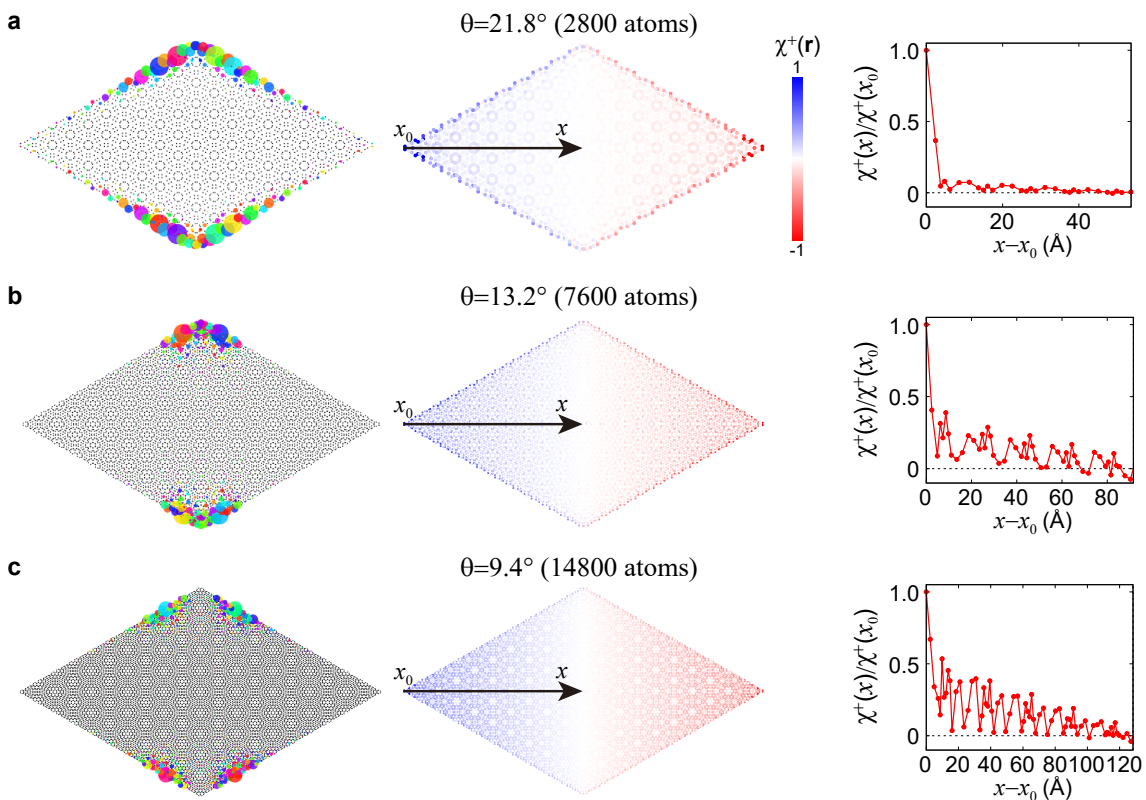 a
θ=21.8° (2800 atoms)
χ⁺(r)
1
-1
x₀
x
χ⁺(x)/χ⁺(x₀)
1.0
0.5
0
0 20 40
x−x₀ (Å)
b
θ=13.2° (7600 atoms)
x₀
x
χ⁺(x)/χ⁺(x₀)
1.0
0.5
0
0 20 40 60 80
x−x₀ (Å)
c
θ=9.4° (14800 atoms)
x₀
x
χ⁺(x)/χ⁺(x₀)
1.0
0.5
0
0 20 40 60 80 100 120
x−x₀ (Å)